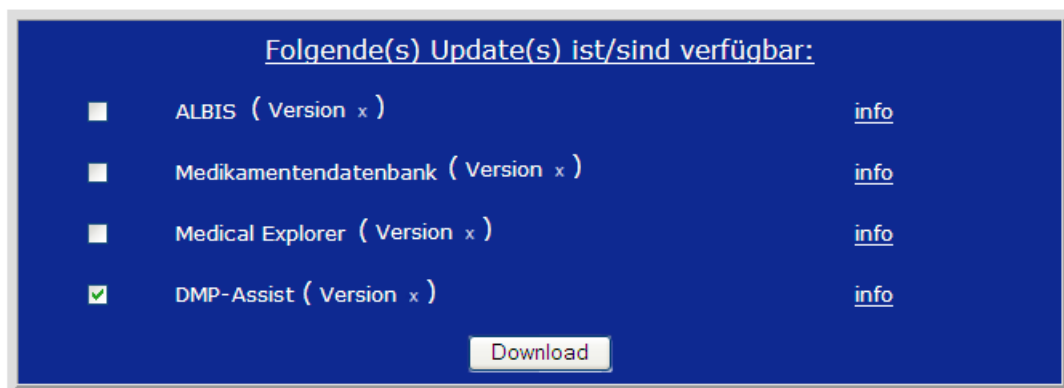 Folgende(s) Update(s) ist/sind verfügbar:
ALBIS ( Version x ) info
Medikamentendatenbank ( Version x ) info
Medical Explorer ( Version x ) info
DMP-Assist ( Version x ) info
Download